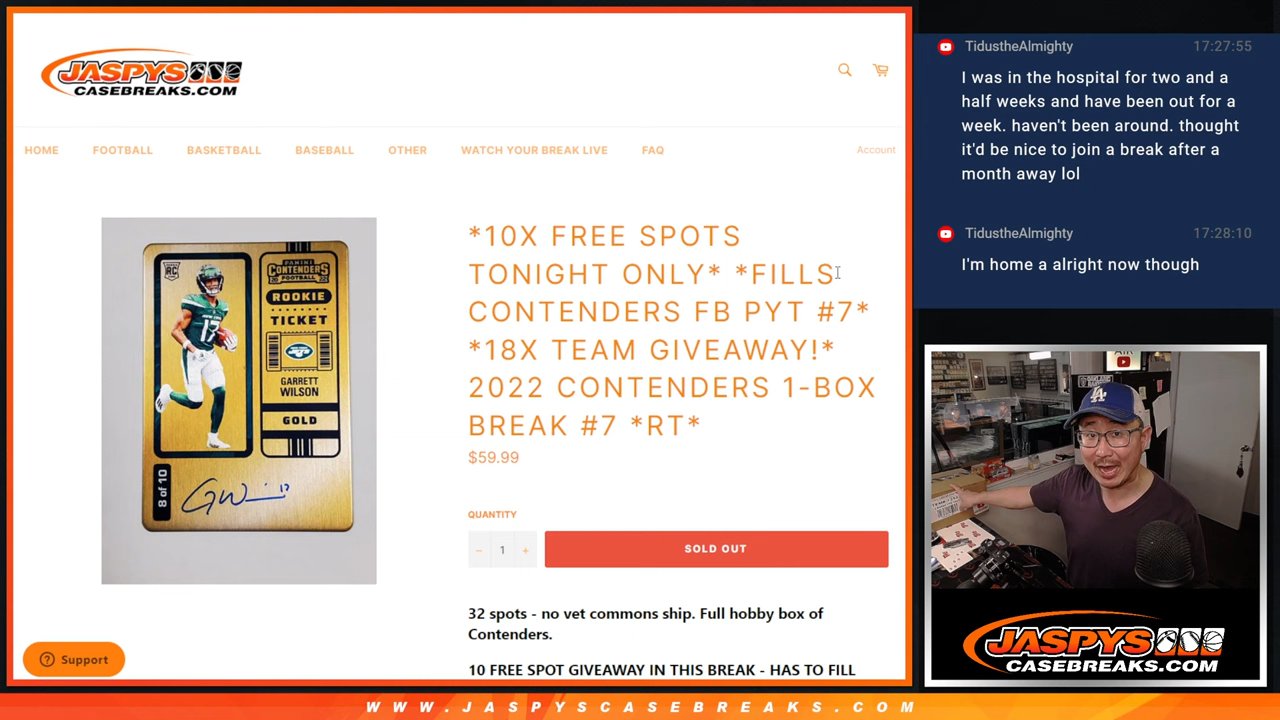 JASPYS
CASEBREAKS.COM
HOME FOOTBALL BASKETBALL BASEBALL OTHER WATCH YOUR BREAK LIVE FAQ Account
RC
PANINI
CONTENDERS
FOOTBALL
ROOKIE
TICKET
JETS
GARRETT
WILSON
GOLD
8 of 10
17
*10X FREE SPOTS
TONIGHT ONLY* *FILLS
CONTENDERS FB PYT #7*
*18X TEAM GIVEAWAY!*
2022 CONTENDERS 1-BOX
BREAK #7 *RT*
$59.99
QUANTITY
− 1 +
SOLD OUT
32 spots - no vet commons ship. Full hobby box of
Contenders.
10 FREE SPOT GIVEAWAY IN THIS BREAK - HAS TO FILL
Support
TidustheAlmighty 17:27:55
I was in the hospital for two and a
half weeks and have been out for a
week. haven't been around. thought
it'd be nice to join a break after a
month away lol
TidustheAlmighty 17:28:10
I'm home a alright now though
LA
JASPYS
CASEBREAKS.COM
WWW.JASPYSCASEBREAKS.COM